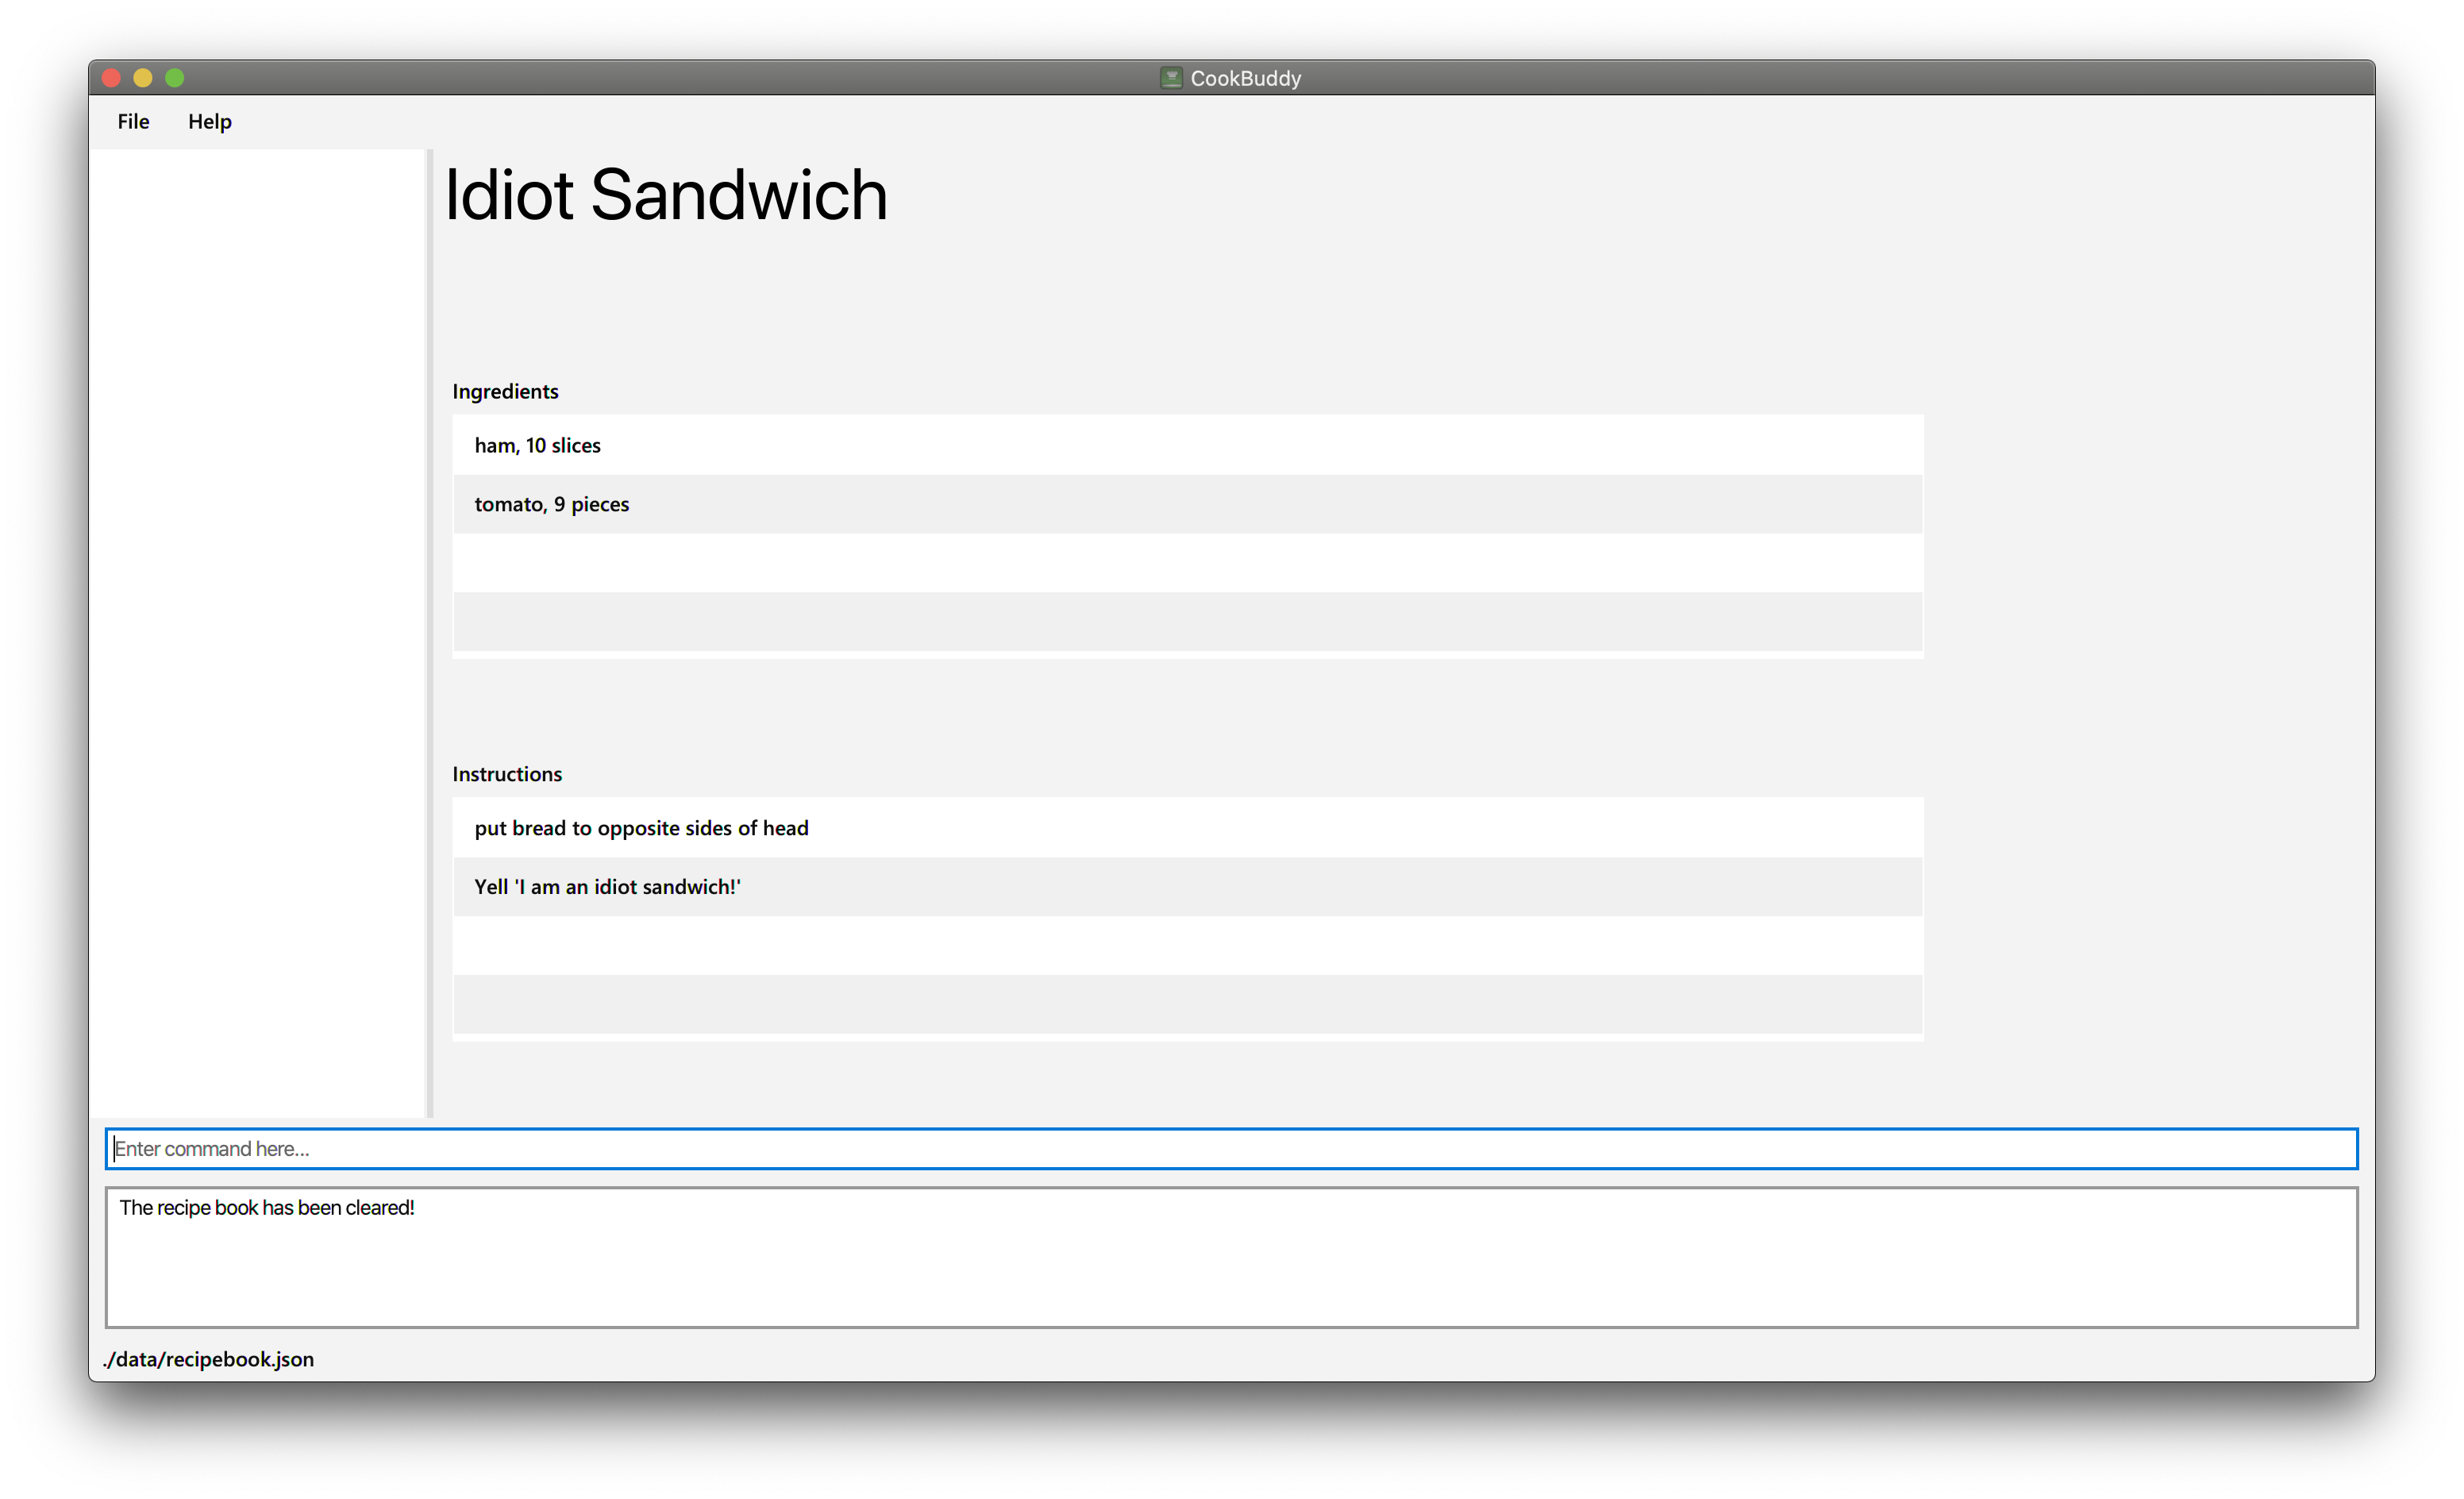 CookBuddy
File Help
Idiot Sandwich
Ingredients
ham, 10 slices
tomato, 9 pieces
Instructions
put bread to opposite sides of head
Yell 'I am an idiot sandwich!'
Enter command here...
The recipe book has been cleared!
./data/recipebook.json